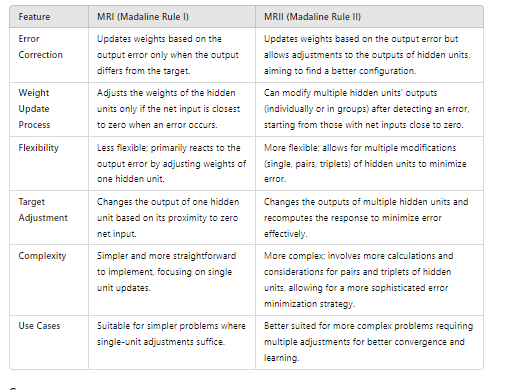 Feature MRI (Madaline Rule I) MRII (Madaline Rule II)
Error Correction
Updates weights based on the output error only when the output differs from the target.
Updates weights based on the output error but allows adjustments to the outputs of hidden units, aiming to find a better configuration.
Weight Update Process
Adjusts the weights of the hidden units only if the net input is closest to zero when an error occurs.
Can modify multiple hidden units' outputs (individually or in groups) after detecting an error, starting from those with net inputs close to zero.
Flexibility
Less flexible; primarily reacts to the output error by adjusting weights of one hidden unit.
More flexible; allows for multiple modifications (single, pairs, triplets) of hidden units to minimize error.
Target Adjustment
Changes the output of one hidden unit based on its proximity to zero net input.
Changes the outputs of multiple hidden units and recomputes the response to minimize error effectively.
Complexity
Simpler and more straightforward to implement, focusing on single unit updates.
More complex; involves more calculations and considerations for pairs and triplets of hidden units, allowing for a more sophisticated error minimization strategy.
Use Cases
Suitable for simpler problems where single-unit adjustments suffice.
Better suited for more complex problems requiring multiple adjustments for better convergence and learning.